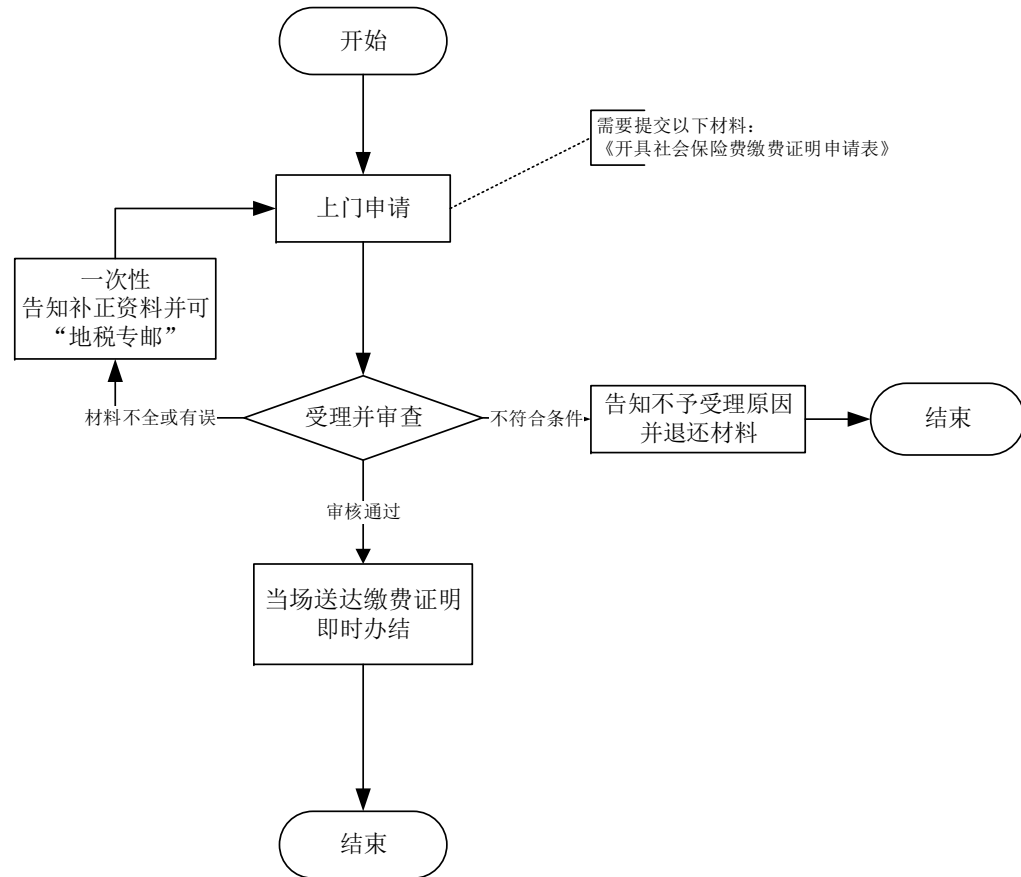 开始
需要提交以下材料：
《开具社会保险费缴费证明申请表》
上门申请
一次性
告知补正资料并可
“地税专邮”
材料不全或有误
受理并审查
不符合条件
告知不予受理原因
并退还材料
结束
审核通过
当场送达缴费证明
即时办结
结束